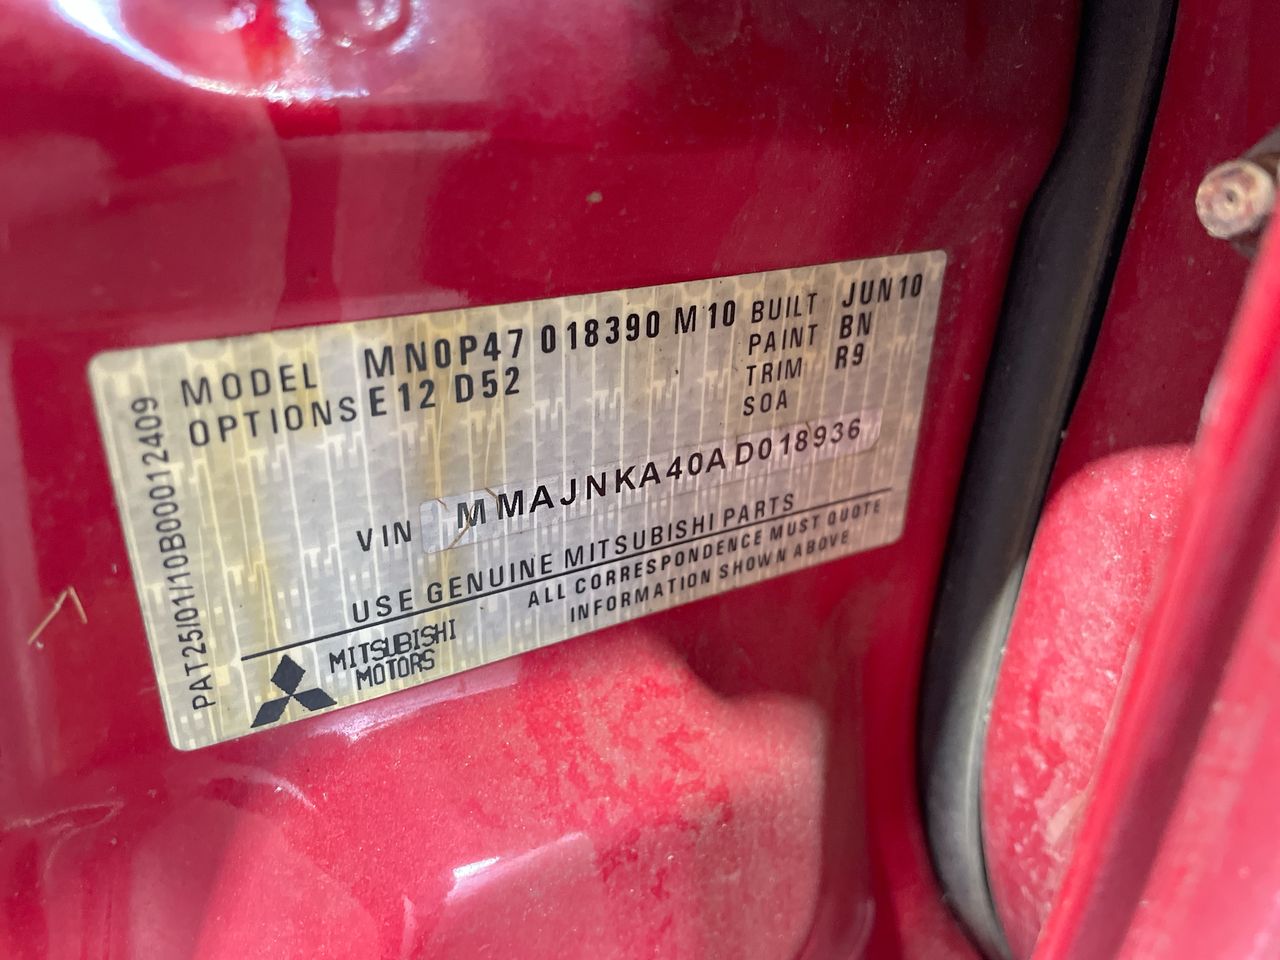 MODEL MN0P47 018390 M10 BUILT JUN10
OPTIONS E12 D52 PAINT BN
TRIM R9
SOA
VIN MMAJNKA40AD018936
USE GENUINE MITSUBISHI PARTS
ALL CORRESPONDENCE MUST QUOTE
INFORMATION SHOWN ABOVE
MITSUBISHI
MOTORS
PAT25/01/10B000012409